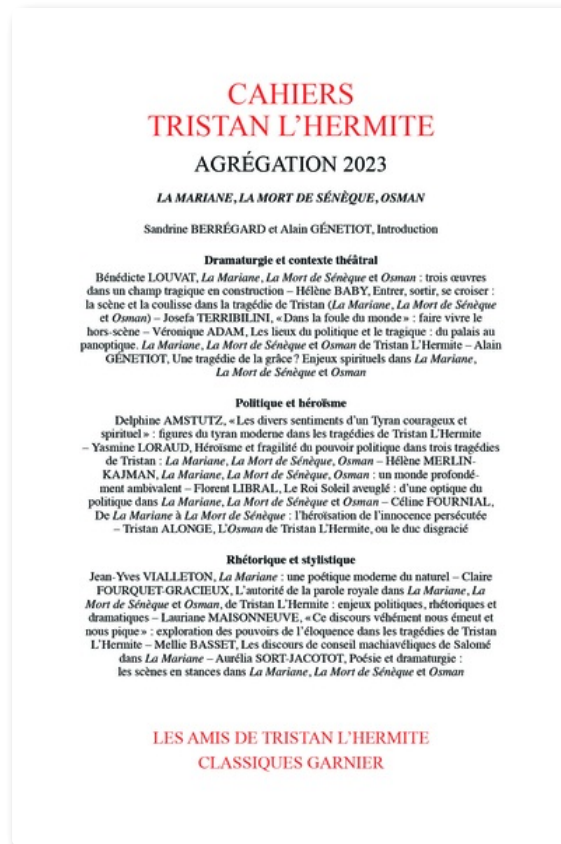 CAHIERS
TRISTAN L’HERMITE
AGRÉGATION 2023
LA MARIANE, LA MORT DE SÉNÈQUE, OSMAN
Sandrine BERRÉGARD et Alain GÉNETIOT, Introduction
Dramaturgie et contexte théâtral
Bénédicte LOUVAT, La Mariane, La Mort de Sénèque et Osman : trois œuvres
dans un champ tragique en construction – Hélène BABY, Entrer, sortir, se croiser :
la scène et la coulisse dans la tragédie de Tristan (La Mariane, La Mort de Sénèque
et Osman) – Josefa TERRIBILINI, « Dans la foule du monde » : faire vivre le
hors-scène – Véronique ADAM, Les lieux du politique et le tragique : du palais au
panoptique. La Mariane, La Mort de Sénèque et Osman de Tristan L’Hermite – Alain
GÉNETIOT, Une tragédie de la grâce ? Enjeux spirituels dans La Mariane,
La Mort de Sénèque et Osman
Politique et héroïsme
Delphine AMSTUTZ, « Les divers sentiments d’un Tyran courageux et
spirituel » : figures du tyran moderne dans les tragédies de Tristan L’Hermite
– Yasmine LORAUD, Héroïsme et fragilité du pouvoir politique dans trois tragédies
de Tristan : La Mariane, La Mort de Sénèque, Osman – Hélène MERLIN-
KAJMAN, La Mariane, La Mort de Sénèque, Osman : un monde profondé-
ment ambivalent – Florent LIBRAL, Le Roi Soleil aveuglé : d’une optique du
politique dans La Mariane, La Mort de Sénèque et Osman – Céline FOURNIAL,
De La Mariane à La Mort de Sénèque : l’héroïsation de l’innocence persécutée
– Tristan ALONGE, L’Osman de Tristan L’Hermite, ou le duc disgracié
Rhétorique et stylistique
Jean-Yves VIALLETON, La Mariane : une poétique moderne du naturel – Claire
FOURQUET-GRACIEUX, L’autorité de la parole royale dans La Mariane, La
Mort de Sénèque et Osman, de Tristan L’Hermite : enjeux politiques, rhétoriques et
dramatiques – Lauriane MAISONNEUVE, « Ce discours véhément nous émeut et
nous pique » : exploration des pouvoirs de l’éloquence dans les tragédies de Tristan
L’Hermite – Mellie BASSET, Les discours de conseil machiavéliques de Salomé
dans La Mariane – Aurélia SORT-JACOTOT, Poésie et dramaturgie :
les scènes en stances dans La Mariane, La Mort de Sénèque et Osman
LES AMIS DE TRISTAN L’HERMITE
CLASSIQUES GARNIER